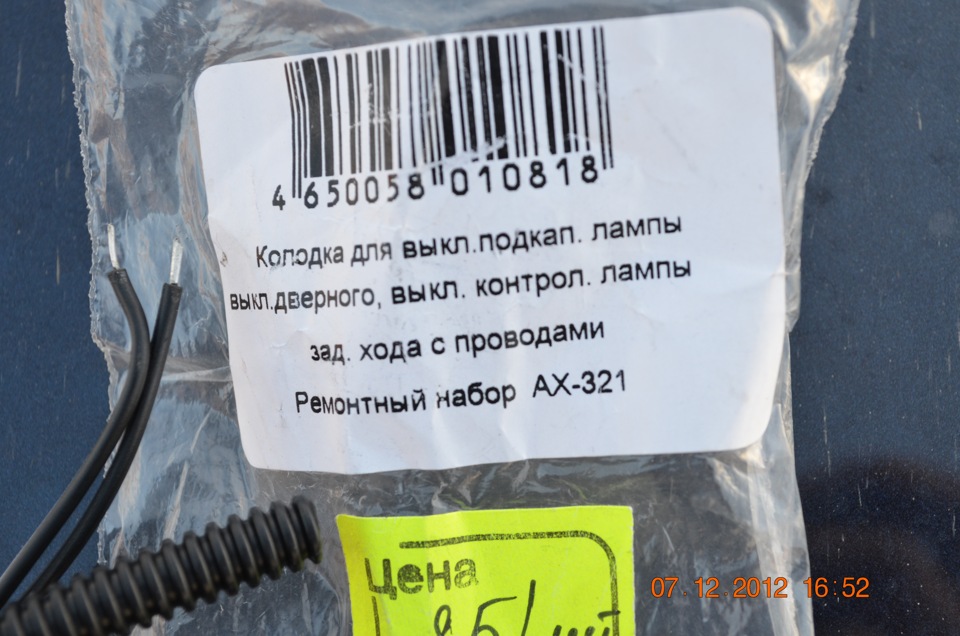 4 650058 010818
Колодка для выкл.подкап. лампы
выкл.дверного, выкл. контрол. лампы
зад. хода с проводами
Ремонтный набор АХ-321
Цена
07.12.2012 16:52